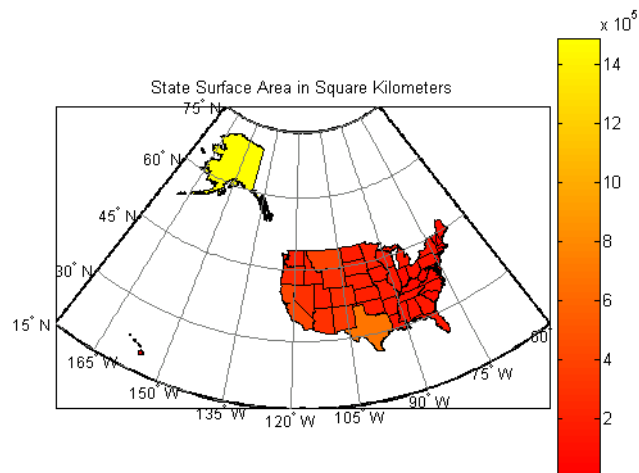 x 10^5
State Surface Area in Square Kilometers
75° N
60° N
45° N
30° N
15° N
165° W
150° W
135° W
120° W
105° W
90° W
75° W
60°
14
12
10
8
6
4
2